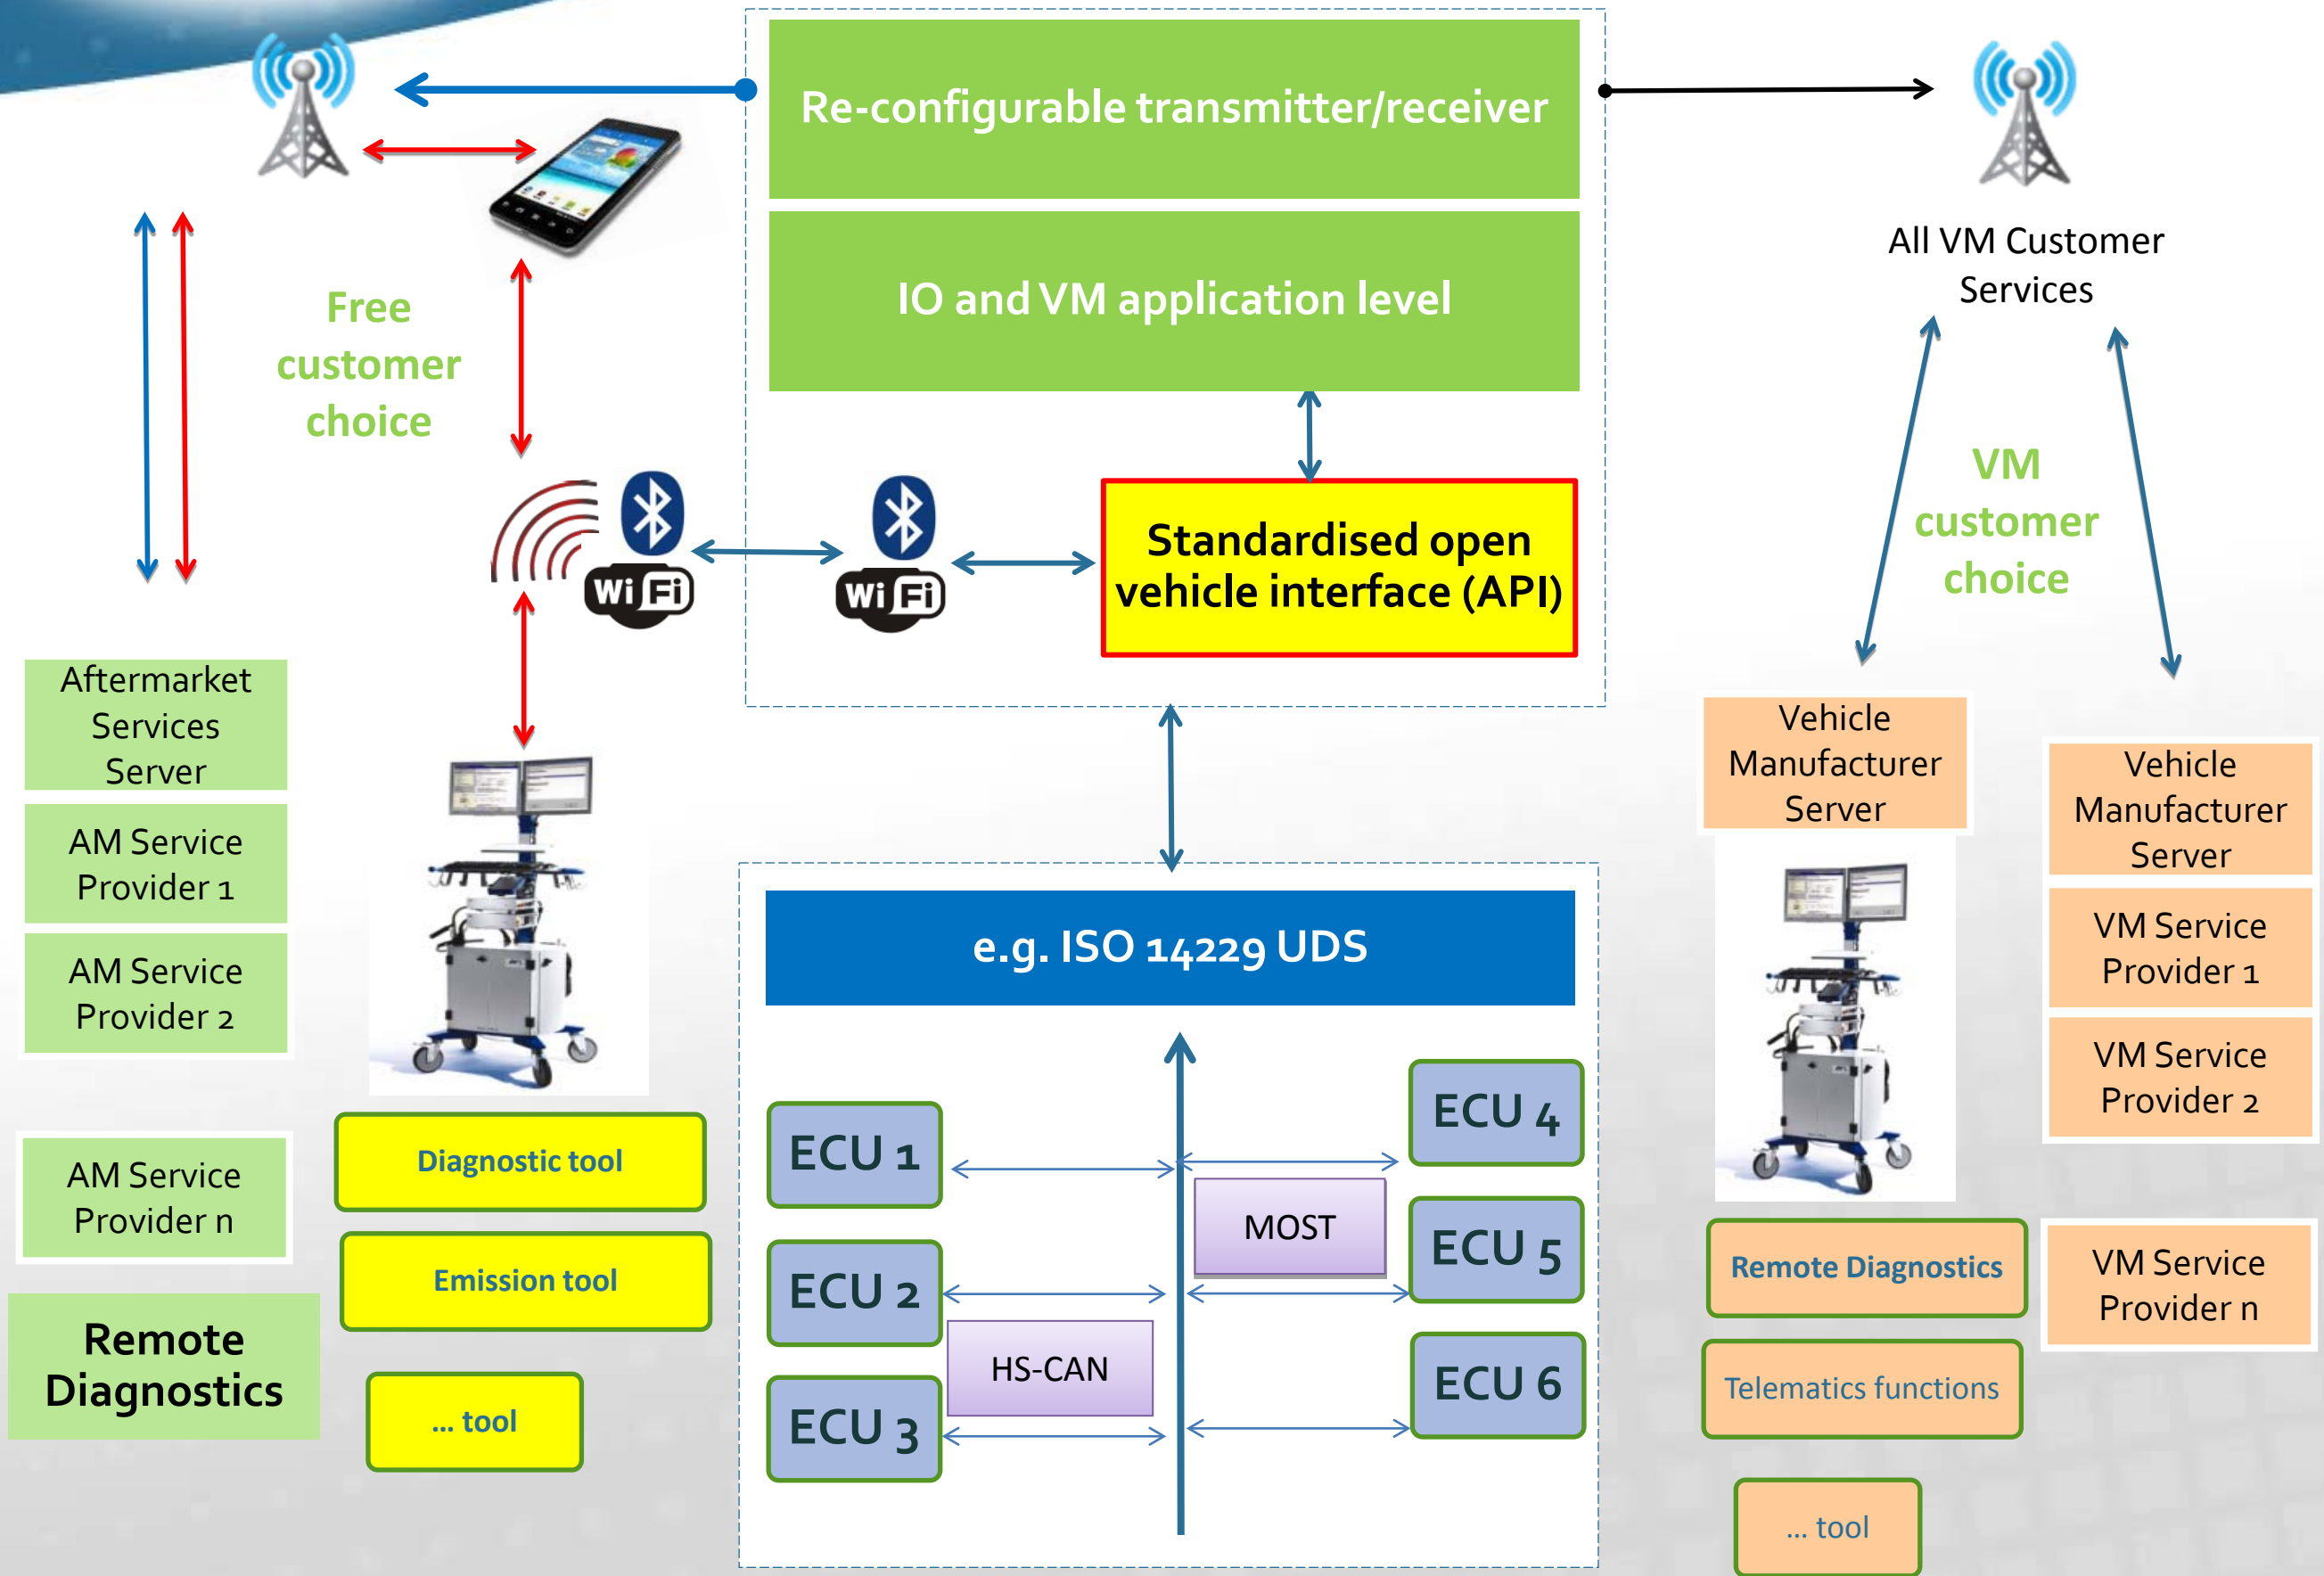 Re-configurable transmitter/receiver
IO and VM application level
Free
customer
choice
All VM Customer
Services
VM
customer
choice
WiFi
WiFi
Standardised open
vehicle interface (API)
Aftermarket
Services
Server
AM Service
Provider 1
AM Service
Provider 2
AM Service
Provider n
Remote
Diagnostics
Diagnostic tool
Emission tool
... tool
e.g. ISO 14229 UDS
ECU 1
ECU 2
ECU 3
HS-CAN
MOST
ECU 4
ECU 5
ECU 6
Vehicle
Manufacturer
Server
Remote Diagnostics
Telematics functions
... tool
Vehicle
Manufacturer
Server
VM Service
Provider 1
VM Service
Provider 2
VM Service
Provider n